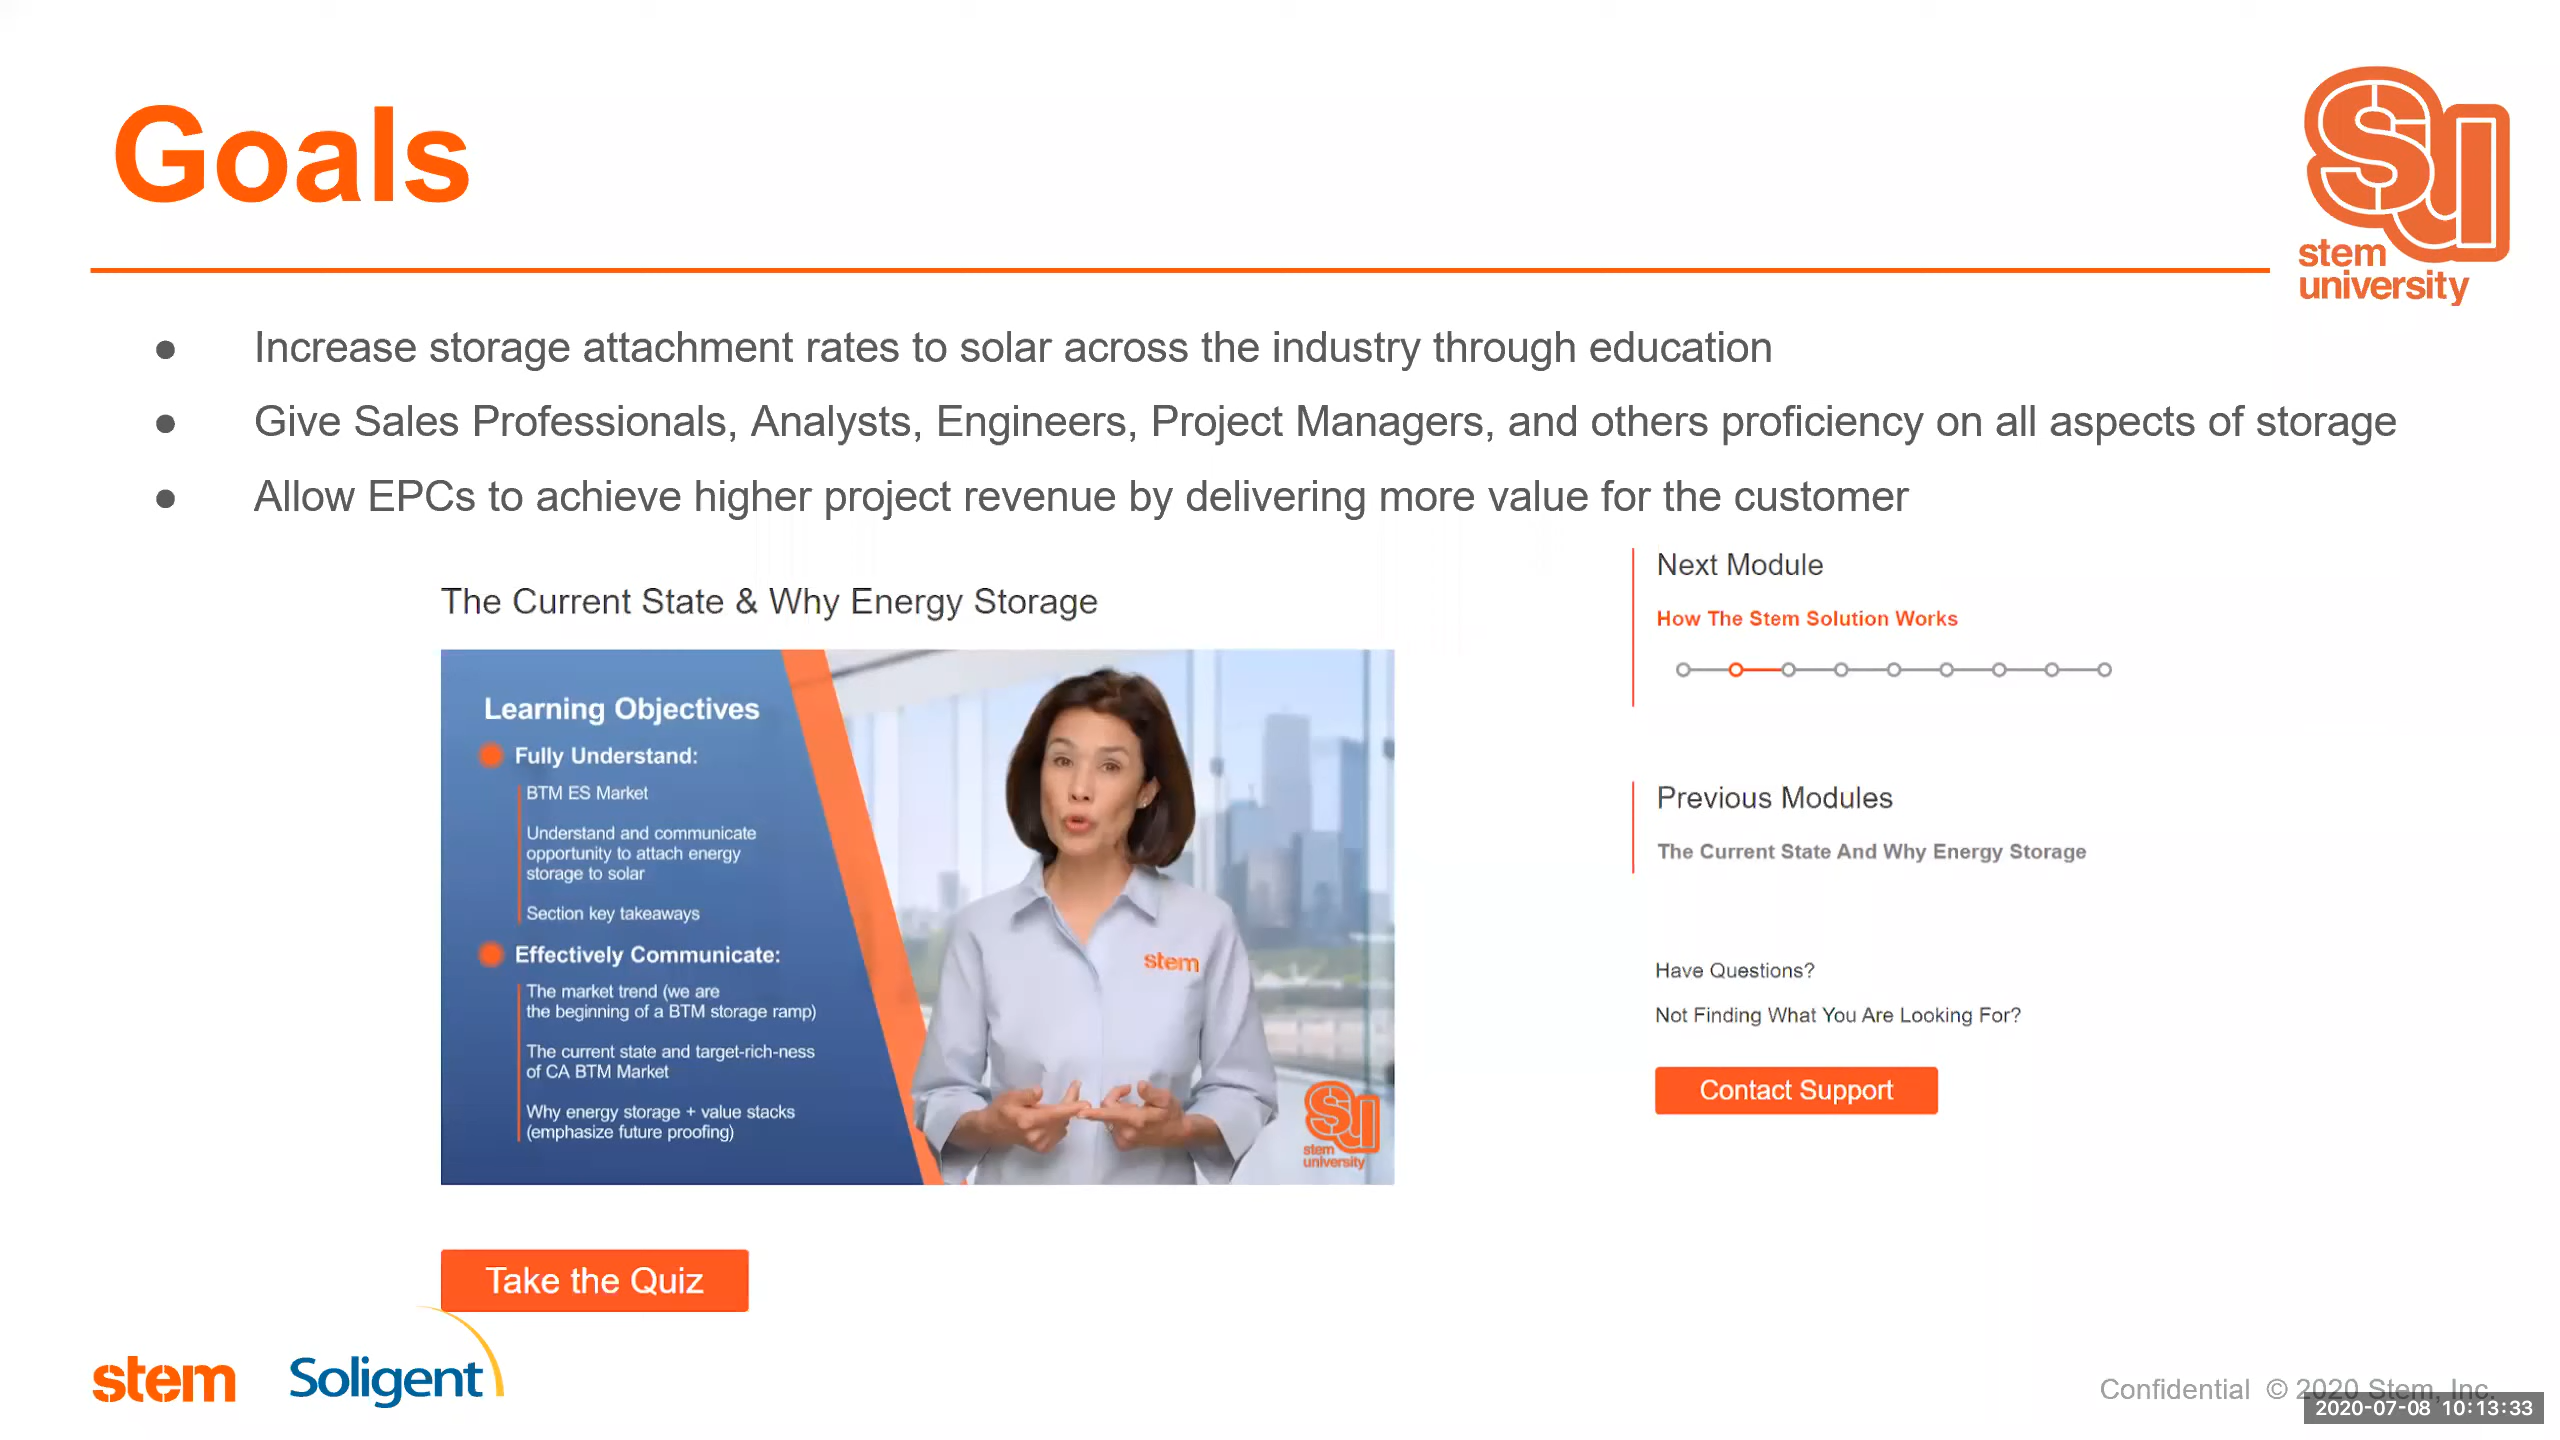 Goals
stem
university
Increase storage attachment rates to solar across the industry through education
Give Sales Professionals, Analysts, Engineers, Project Managers, and others proficiency on all aspects of storage
Allow EPCs to achieve higher project revenue by delivering more value for the customer
The Current State & Why Energy Storage
Learning Objectives
Fully Understand:
BTM ES Market
Understand and communicate
opportunity to attach energy
storage to solar
Section key takeaways
Effectively Communicate:
The market trend (we are
the beginning of a BTM storage ramp)
The current state and target-rich-ness
of CA BTM Market
Why energy storage + value stacks
(emphasize future proofing)
stem
SU
stem
university
Take the Quiz
Next Module
How The Stem Solution Works
Previous Modules
The Current State And Why Energy Storage
Have Questions?
Not Finding What You Are Looking For?
Contact Support
SU
stem
Soligent
Confidential © 2020 Stem, Inc.
2020-07-08 10:13:33